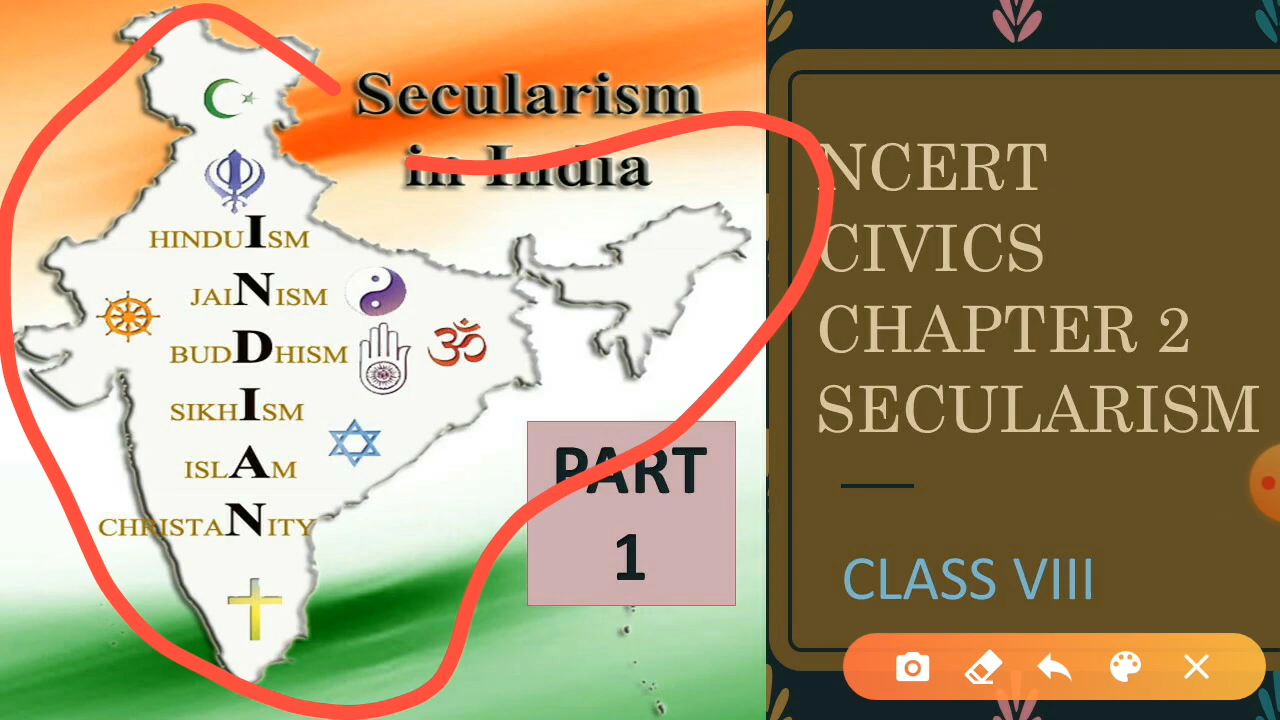 Secularism
in India
HINDUISM
JAINISM
BUDDHISM
SIKHISM
ISLAM
CHRISTANITY
PART
1
NCERT
CIVICS
CHAPTER 2
SECULARISM
CLASS VIII